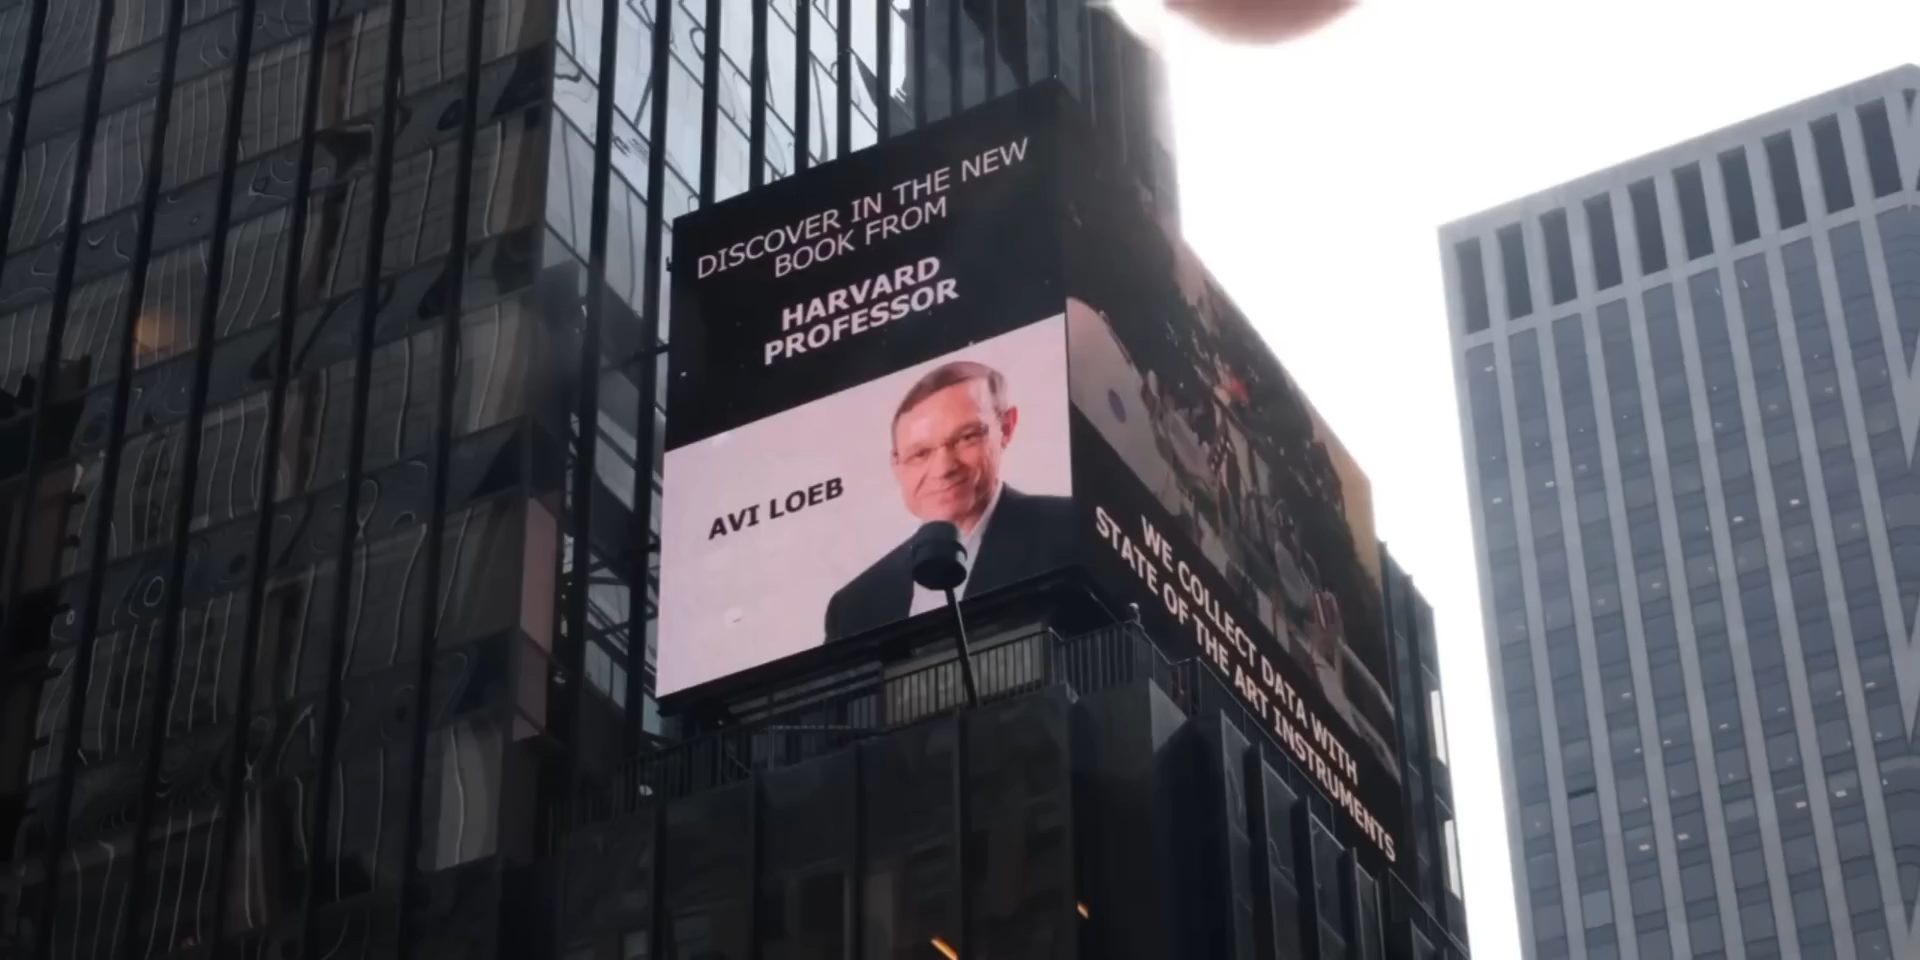 DISCOVER IN THE NEW
BOOK FROM
HARVARD
PROFESSOR
AVI LOEB
WE COLLECT DATA WITH
STATE OF THE ART INSTRUMENTS